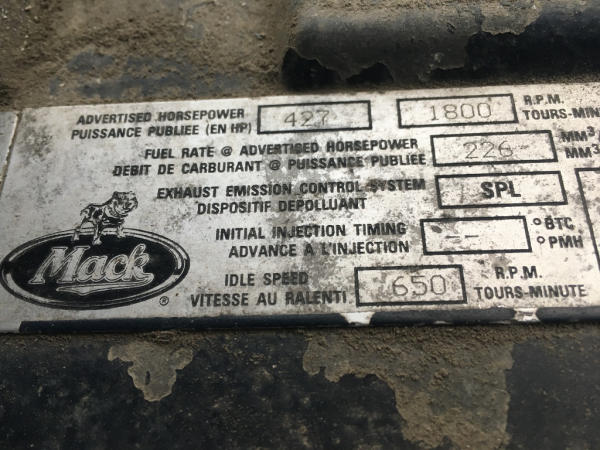 ADVERTISED HORSEPOWER 427 1800 R.P.M.
PUISSANCE PUBLIEE (EN HP) TOURS-MIN
FUEL RATE @ ADVERTISED HORSEPOWER 226 MM³
DEBIT DE CARBURANT @ PUISSANCE PUBLIEE MM³
EXHAUST EMISSION CONTROL SYSTEM SPL
DISPOSITIF DEPOLLUANT
INITIAL INJECTION TIMING -- °BTC
AVANCE A L'INJECTION °PMH
Mack ®
IDLE SPEED 650 R.P.M.
VITESSE AU RALENTI TOURS-MINUTE